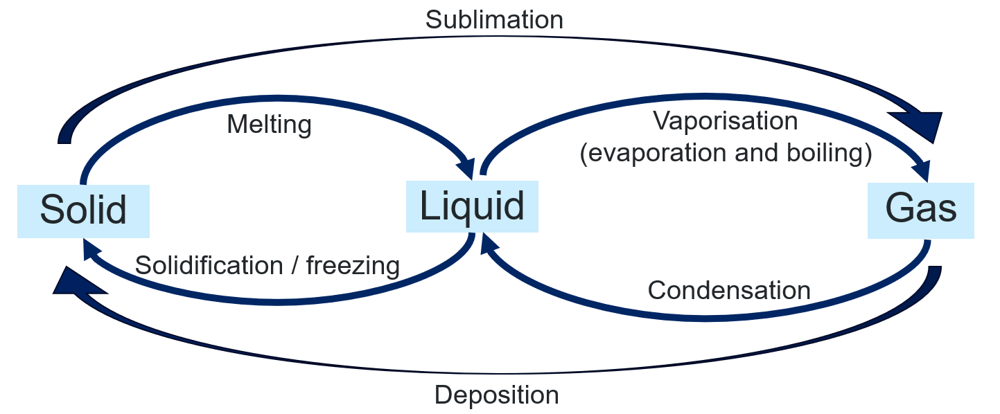 Sublimation
Melting
Vaporisation
(evaporation and boiling)
Solid
Liquid
Gas
Solidification / freezing
Condensation
Deposition